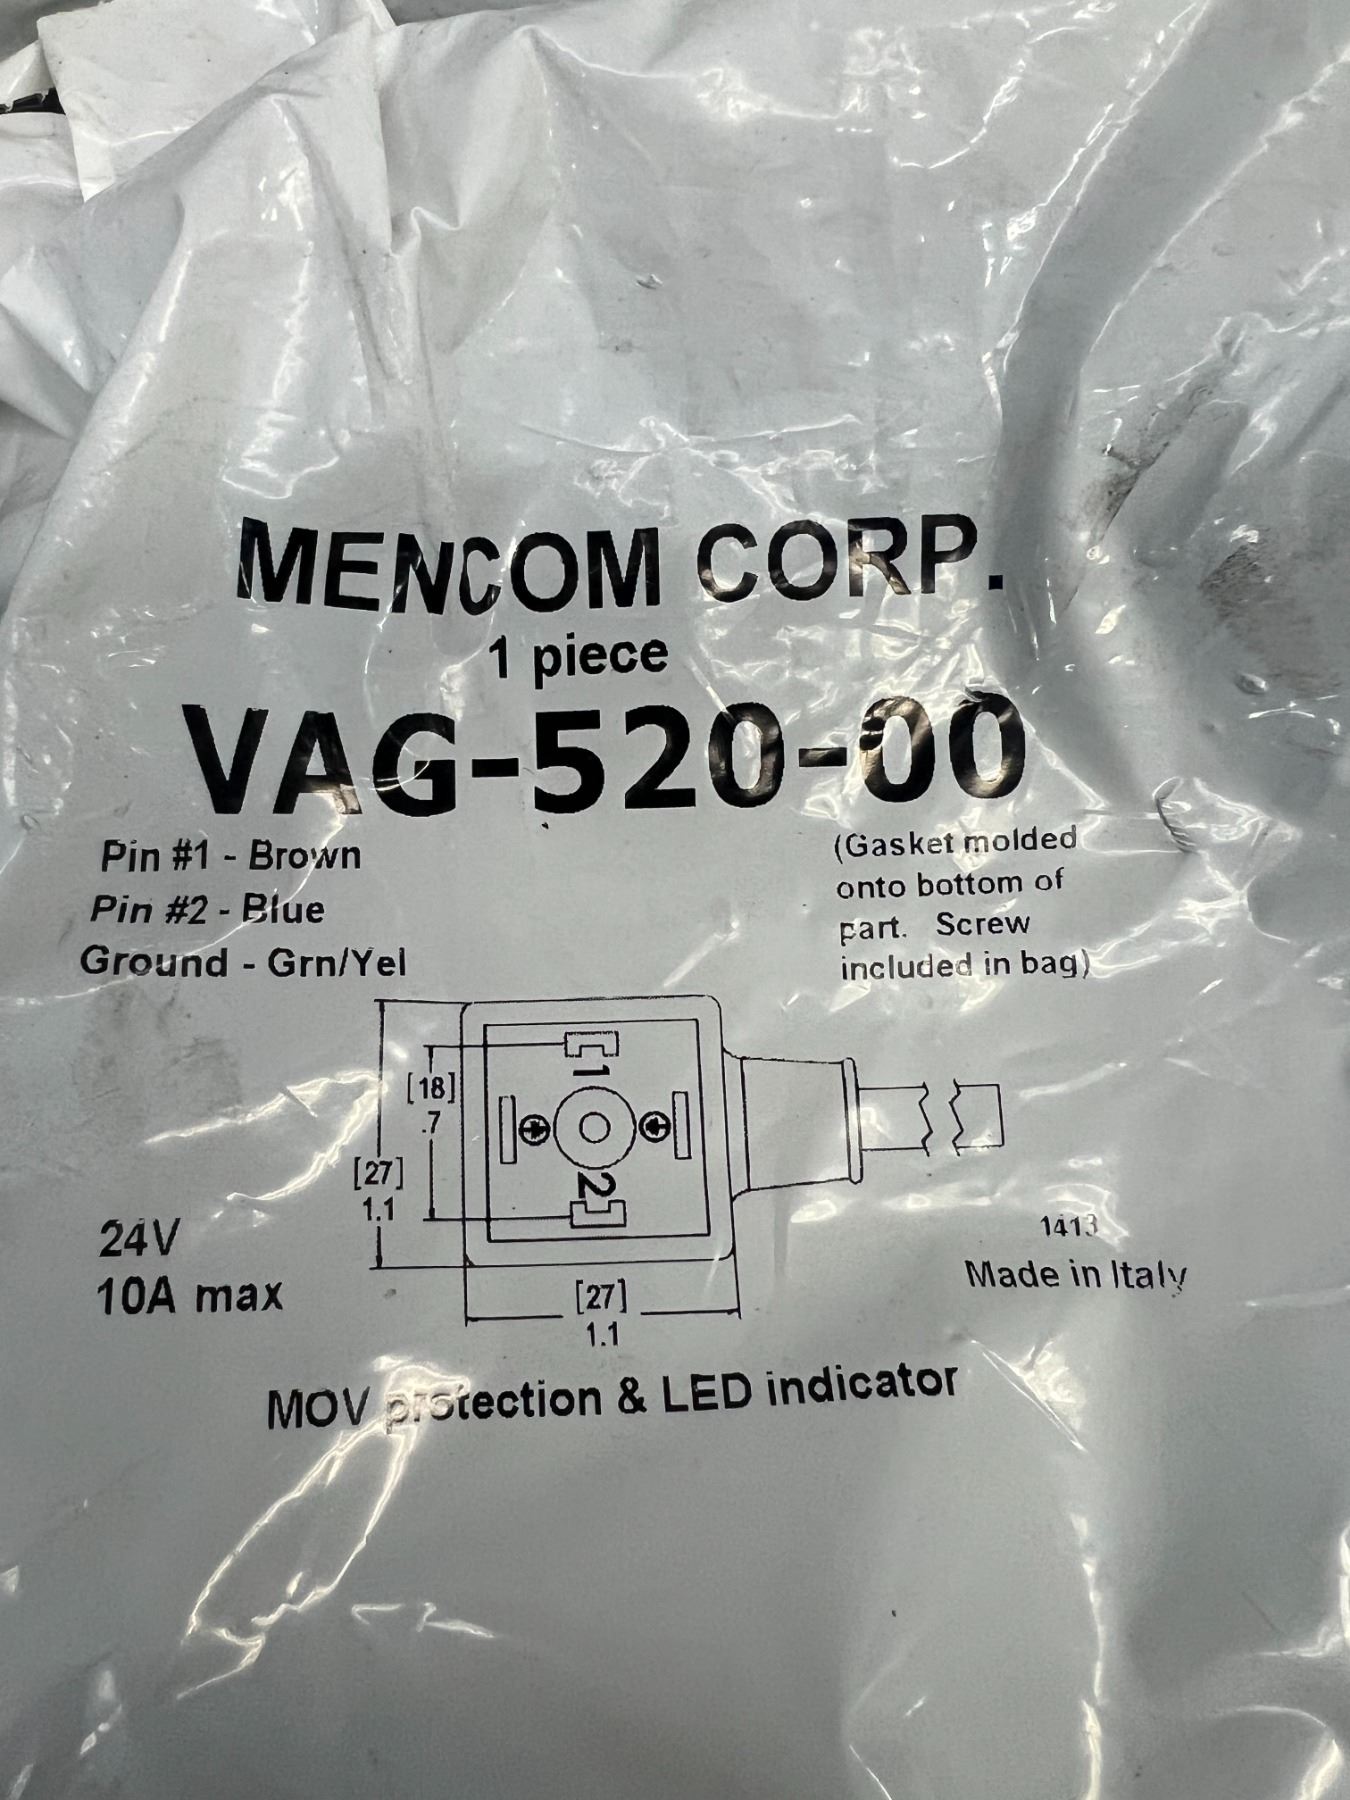 MENCOM CORP.
1 piece
VAG-520-00
Pin #1 - Brown
Pin #2 - Blue
Ground - Grn/Yel
(Gasket molded
onto bottom of
part. Screw
included in bag)
1
[18]
.7
[27]
1.1
2
24V
10A max
[27]
1.1
1413
Made in Italy
MOV protection & LED indicator